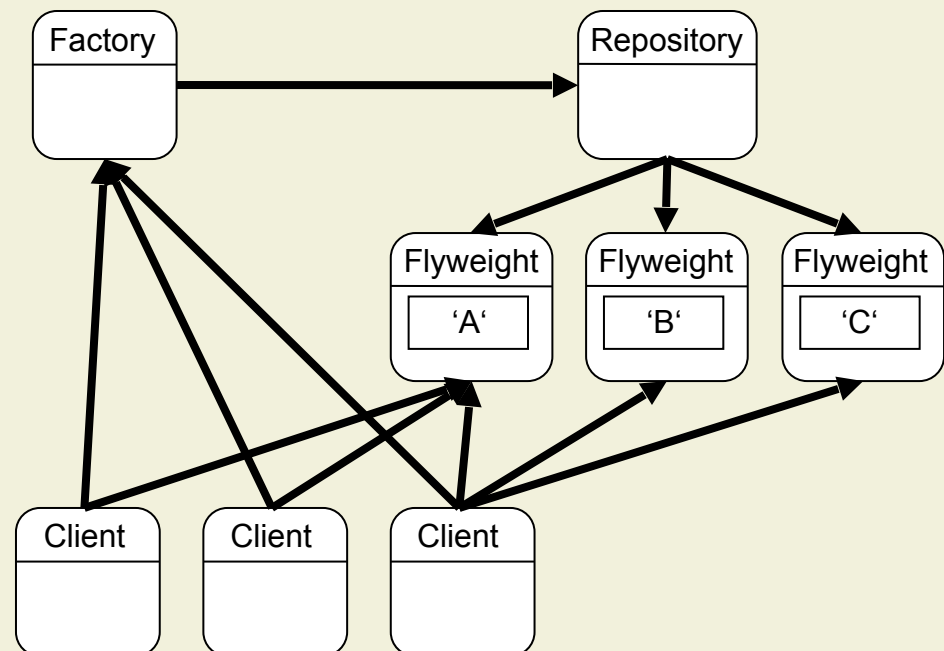 Factory
Repository
Flyweight
Flyweight
Flyweight
‘A‘
‘B‘
‘C‘
Client
Client
Client